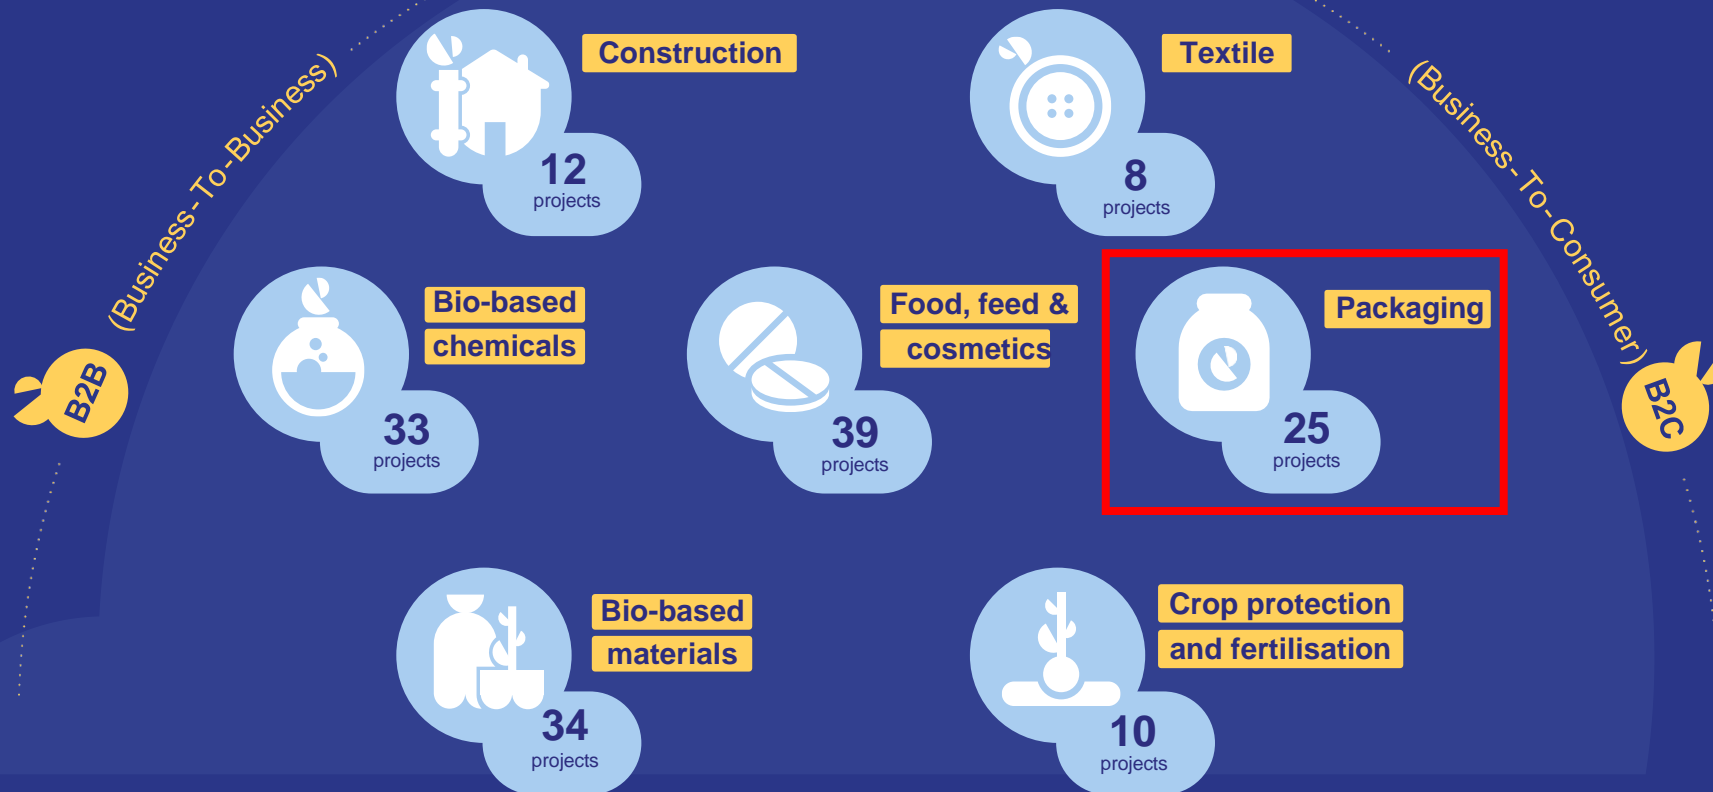 Construction
12
projects
Textile
8
projects
(Business-To-Business)
B2B
(Business-To-Consumer)
B2C
Bio-based
chemicals
33
projects
Food, feed &
cosmetics
39
projects
Packaging
25
projects
Bio-based
materials
34
projects
Crop protection
and fertilisation
10
projects